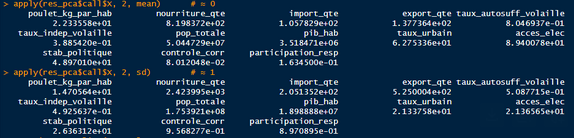 > apply(res_pca$call$X, 2, mean) # ≈ 0
poulet_kg_par_hab nourriture_qte import_qte export_qte taux_autosuff_volaille
2.233558e+01 8.198372e+02 1.057829e+02 1.377364e+02 8.046937e-01
taux_indep_volaille pop_totale pib_hab taux_urbain acces_elec
3.885420e-01 5.044729e+07 3.518471e+06 6.275336e+01 8.940078e+01
stab_politique controle_corr participation_resp
4.897010e+01 8.012048e-02 1.634500e-01
> apply(res_pca$call$X, 2, sd) # ≈ 1
poulet_kg_par_hab nourriture_qte import_qte export_qte taux_autosuff_volaille
1.470564e+01 2.423995e+03 2.051352e+02 5.250004e+02 5.087715e-01
taux_indep_volaille pop_totale pib_hab taux_urbain acces_elec
4.925637e-01 1.753921e+08 1.898888e+07 2.133758e+01 2.136565e+01
stab_politique controle_corr participation_resp
2.636312e+01 9.568277e-01 8.970895e-01